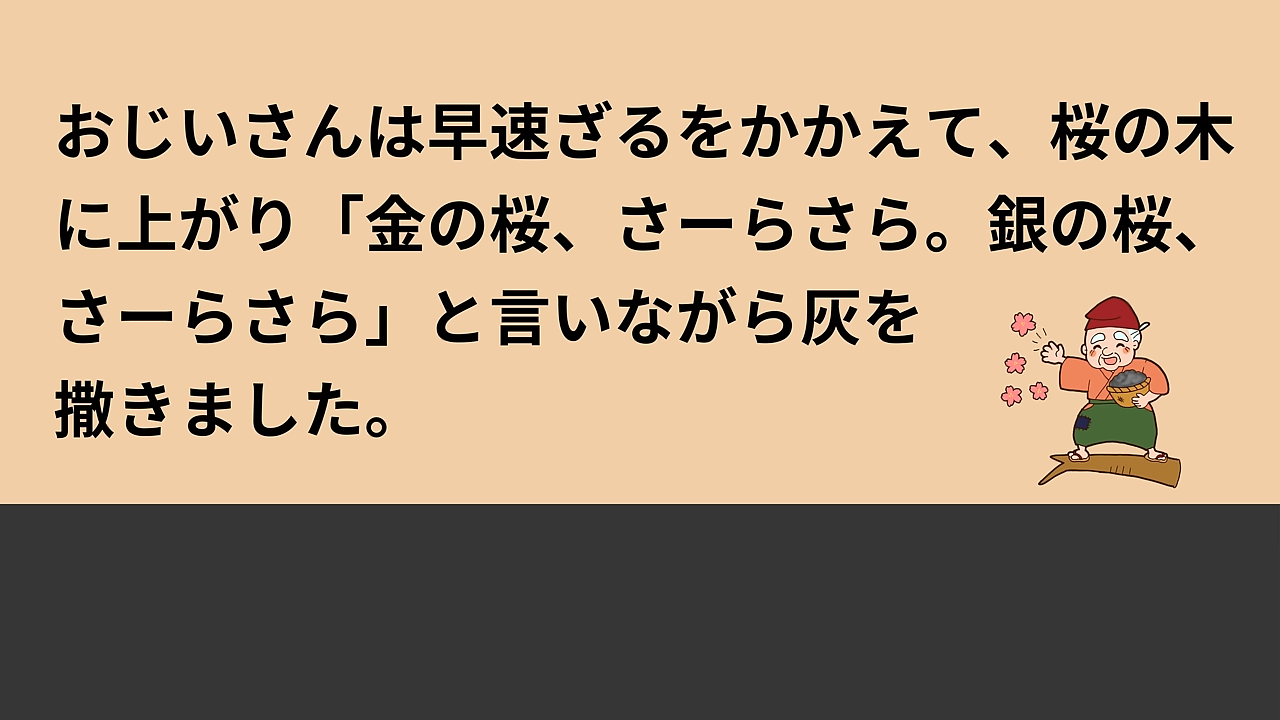 おじいさんは早速ざるをかかえて、桜の木
に上がり「金の桜、さーらさら。銀の桜、
さーらさら」と言いながら灰を
撒きました。